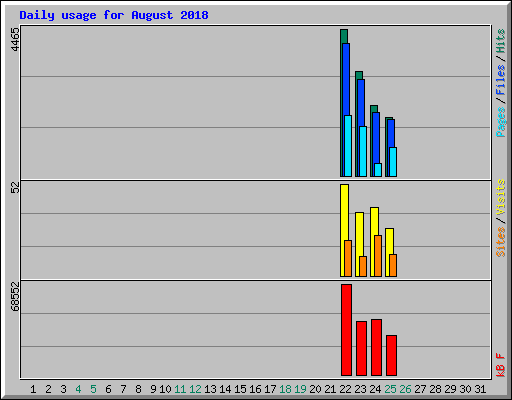 Daily usage for August 2018
4465
Pages / Files / Hits
52
Sites / Visits
68552
kB F
1 2 3 4 5 6 7 8 9 10 11 12 13 14 15 16 17 18 19 20 21 22 23 24 25 26 27 28 29 30 31